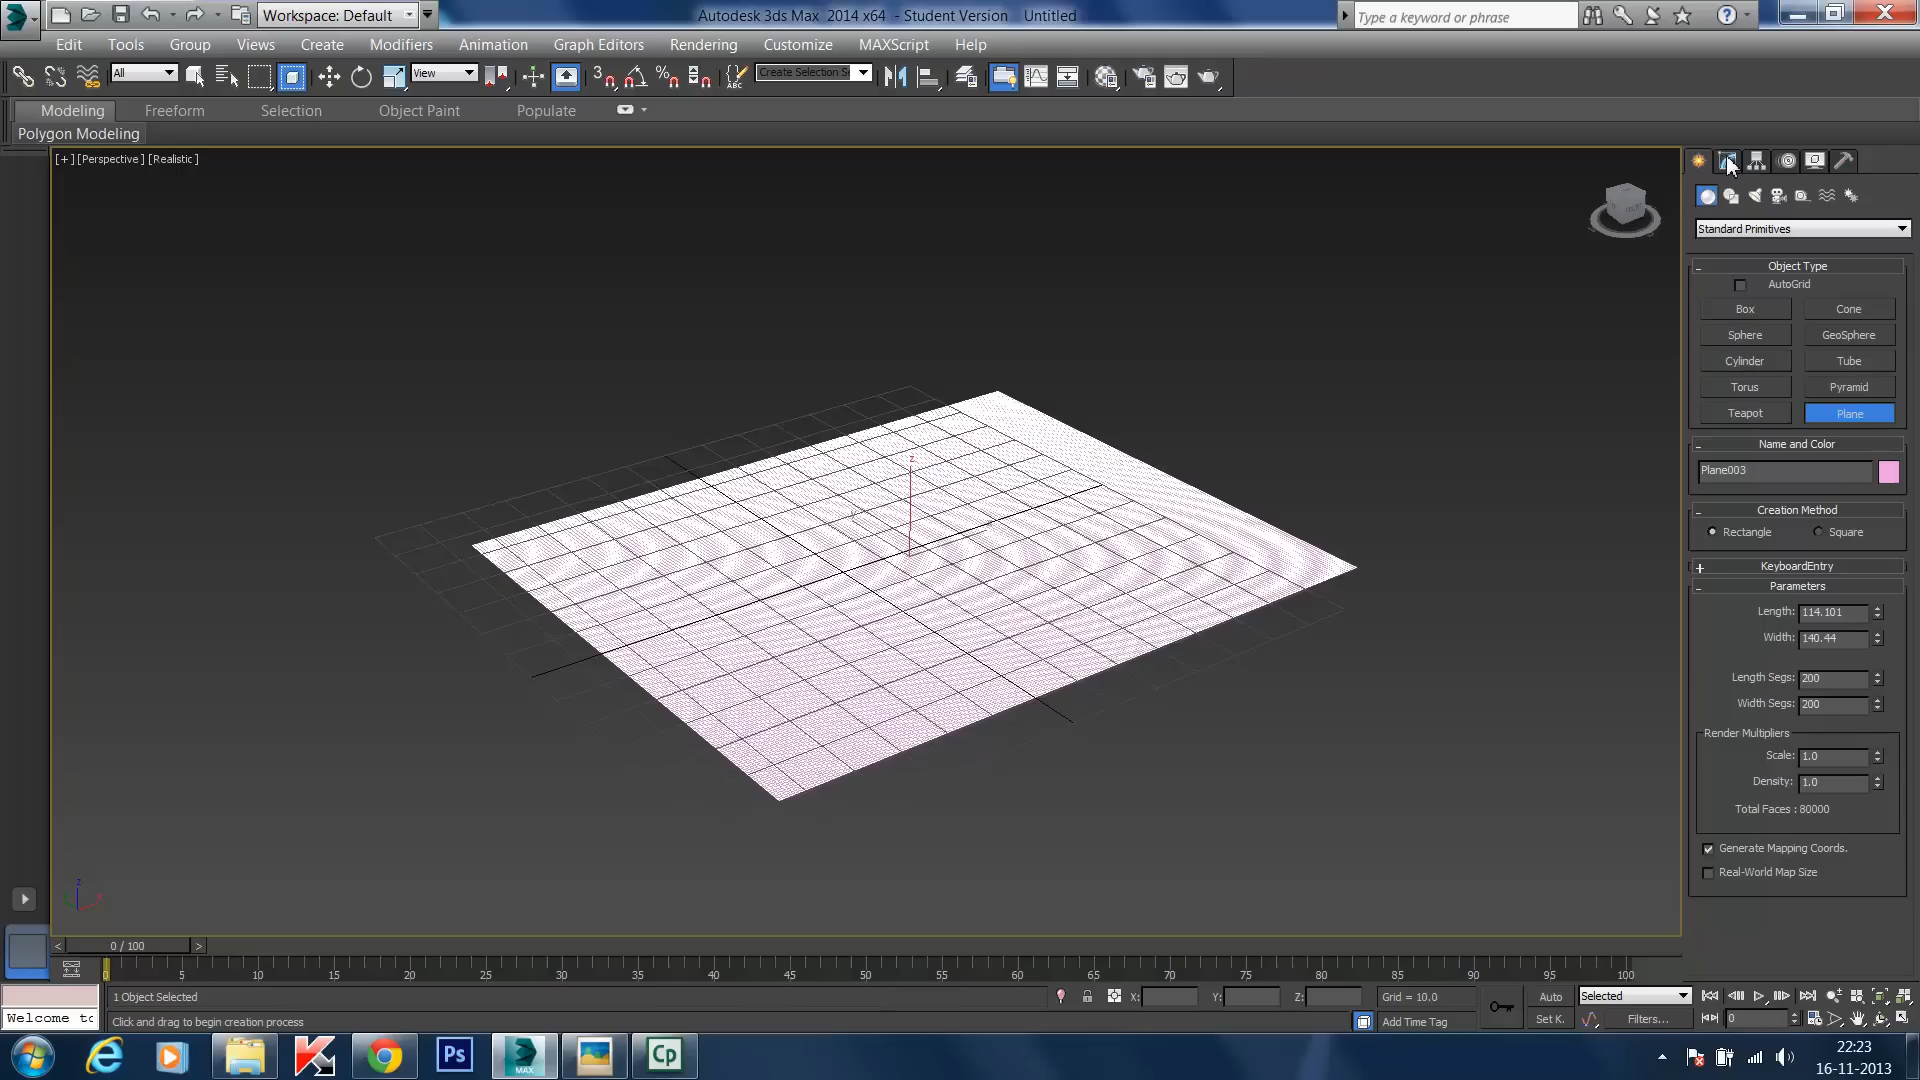 Workspace: Default
Autodesk 3ds Max 2014 x64 - Student Version Untitled
Type a keyword or phrase
Edit Tools Group Views Create Modifiers Animation Graph Editors Rendering Customize MAXScript Help
All
View
3
ABC
Create Selection S
Modeling Freeform Selection Object Paint Populate
Polygon Modeling
[+] [Perspective] [Realistic]
Standard Primitives
Object Type
AutoGrid
Box Cone
Sphere GeoSphere
Cylinder Tube
Torus Pyramid
Teapot Plane
Name and Color
Plane003
Creation Method
Rectangle Square
KeyboardEntry
Parameters
Length: 114.101
Width: 140.44
Length Segs: 200
Width Segs: 200
Render Multipliers
Scale: 1.0
Density: 1.0
Total Faces : 80000
Generate Mapping Coords.
Real-World Map Size
z
z
x
< 0 / 100 >
0 5 10 15 20 25 30 35 40 45 50 55 60 65 70 75 80 85 90 95 100
1 Object Selected X: Y: Z: Grid = 10.0 Auto Selected
Welcome to Click and drag to begin creation process Add Time Tag Set K. Filters... 0
Ps
MAX
Cp
22:23
16-11-2013